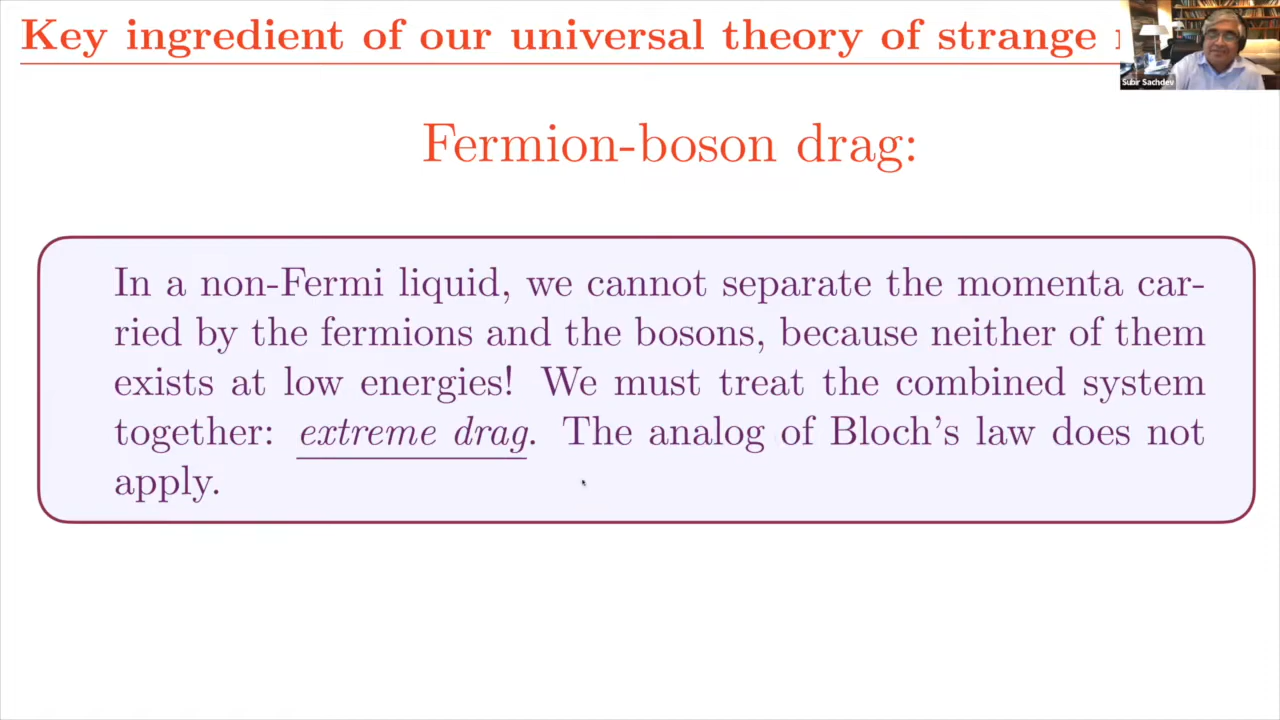 Key ingredient of our universal theory of strange
Subir Sachdev
Fermion-boson drag:
In a non-Fermi liquid, we cannot separate the momenta car-
ried by the fermions and the bosons, because neither of them
exists at low energies! We must treat the combined system
together: extreme drag. The analog of Bloch's law does not
apply.